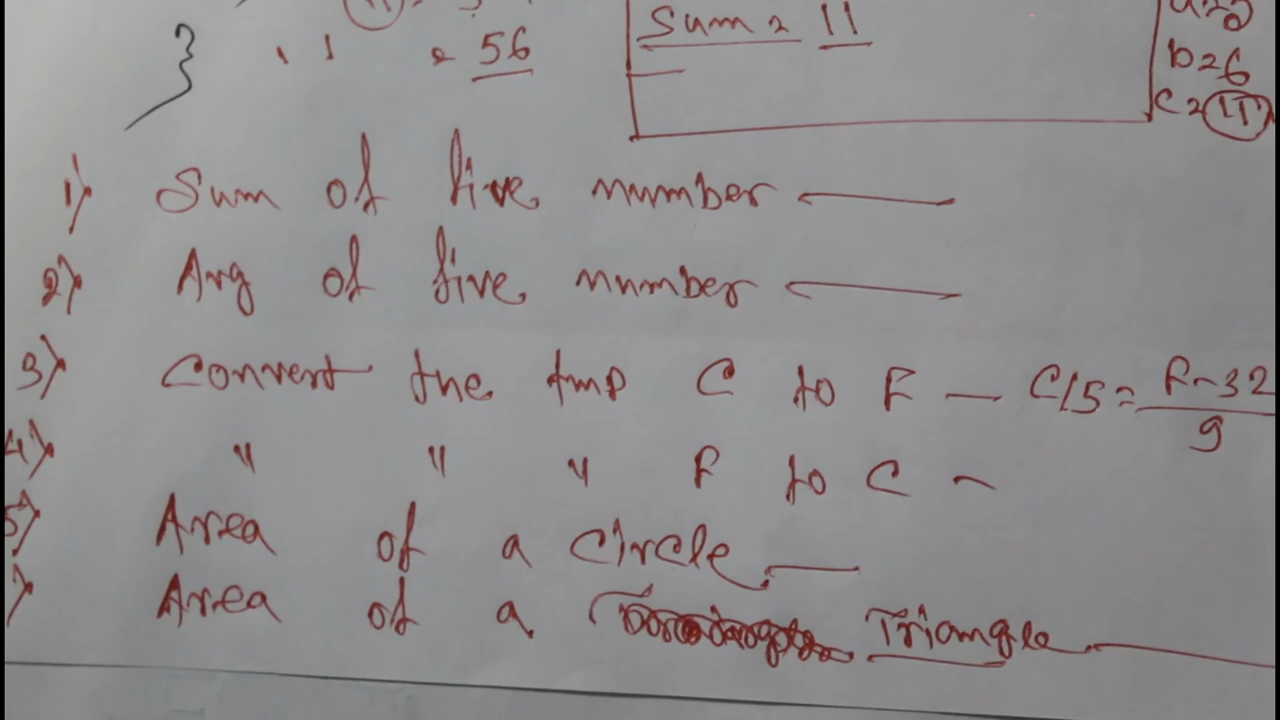 = 56
Sum = 11
b=6
c=11
1) Sum of five number
2) Avg of five number
3) Convert the tmp C to F — C/5 = F-32/9
4) " " " F to C
5) Area of a Circle
) Area of a Triangle